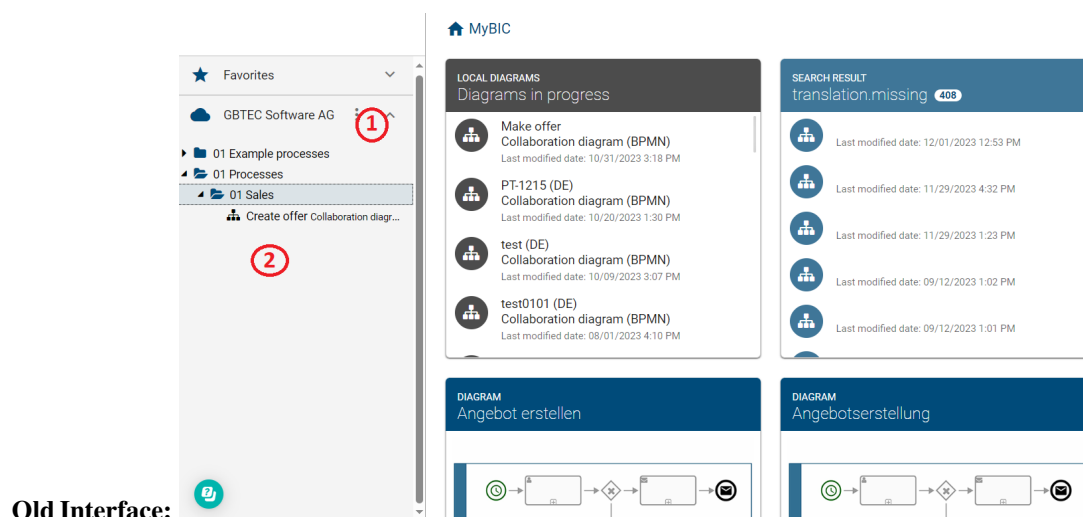 MyBIC
Favorites
GBTEC Software AG
1
01 Example processes
01 Processes
01 Sales
Create offer Collaboration diagr...
2
LOCAL DIAGRAMS
Diagrams in progress
Make offer
Collaboration diagram (BPMN)
Last modified date: 10/31/2023 3:18 PM
PT-1215 (DE)
Collaboration diagram (BPMN)
Last modified date: 10/20/2023 1:30 PM
test (DE)
Collaboration diagram (BPMN)
Last modified date: 10/09/2023 3:07 PM
test0101 (DE)
Collaboration diagram (BPMN)
Last modified date: 08/01/2023 4:10 PM
SEARCH RESULT
translation.missing 408
Last modified date: 12/01/2023 12:53 PM
Last modified date: 11/29/2023 4:32 PM
Last modified date: 11/29/2023 1:23 PM
Last modified date: 09/12/2023 1:02 PM
Last modified date: 09/12/2023 1:01 PM
DIAGRAM
Angebot erstellen
DIAGRAM
Angebotserstellung
Old Interface: